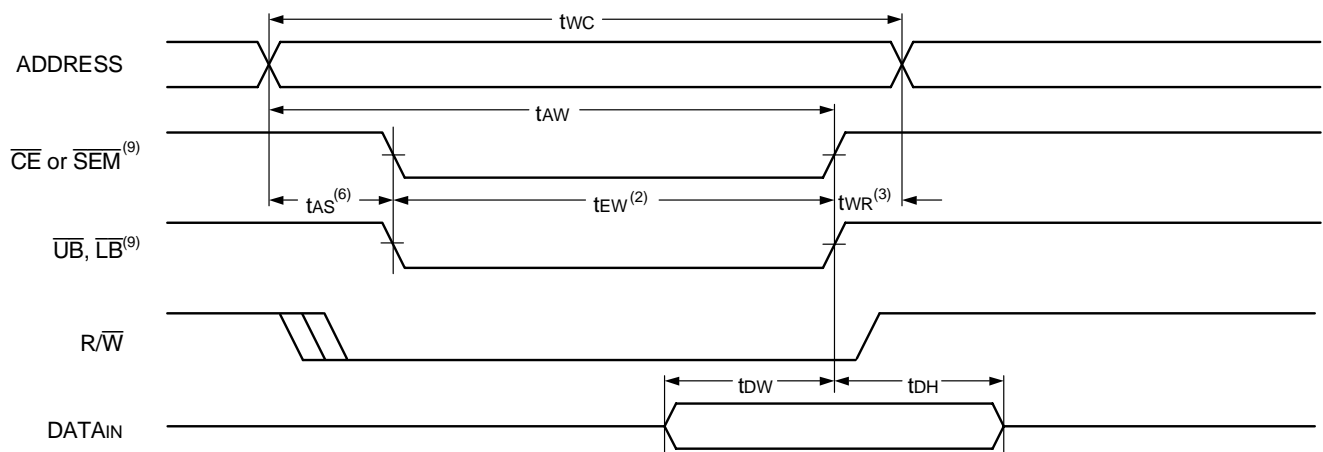 tWC
ADDRESS
tAW
CE or SEM(9)
tAS(6) tEW(2) tWR(3)
UB, LB(9)
R/W
tDW tDH
DATAIN